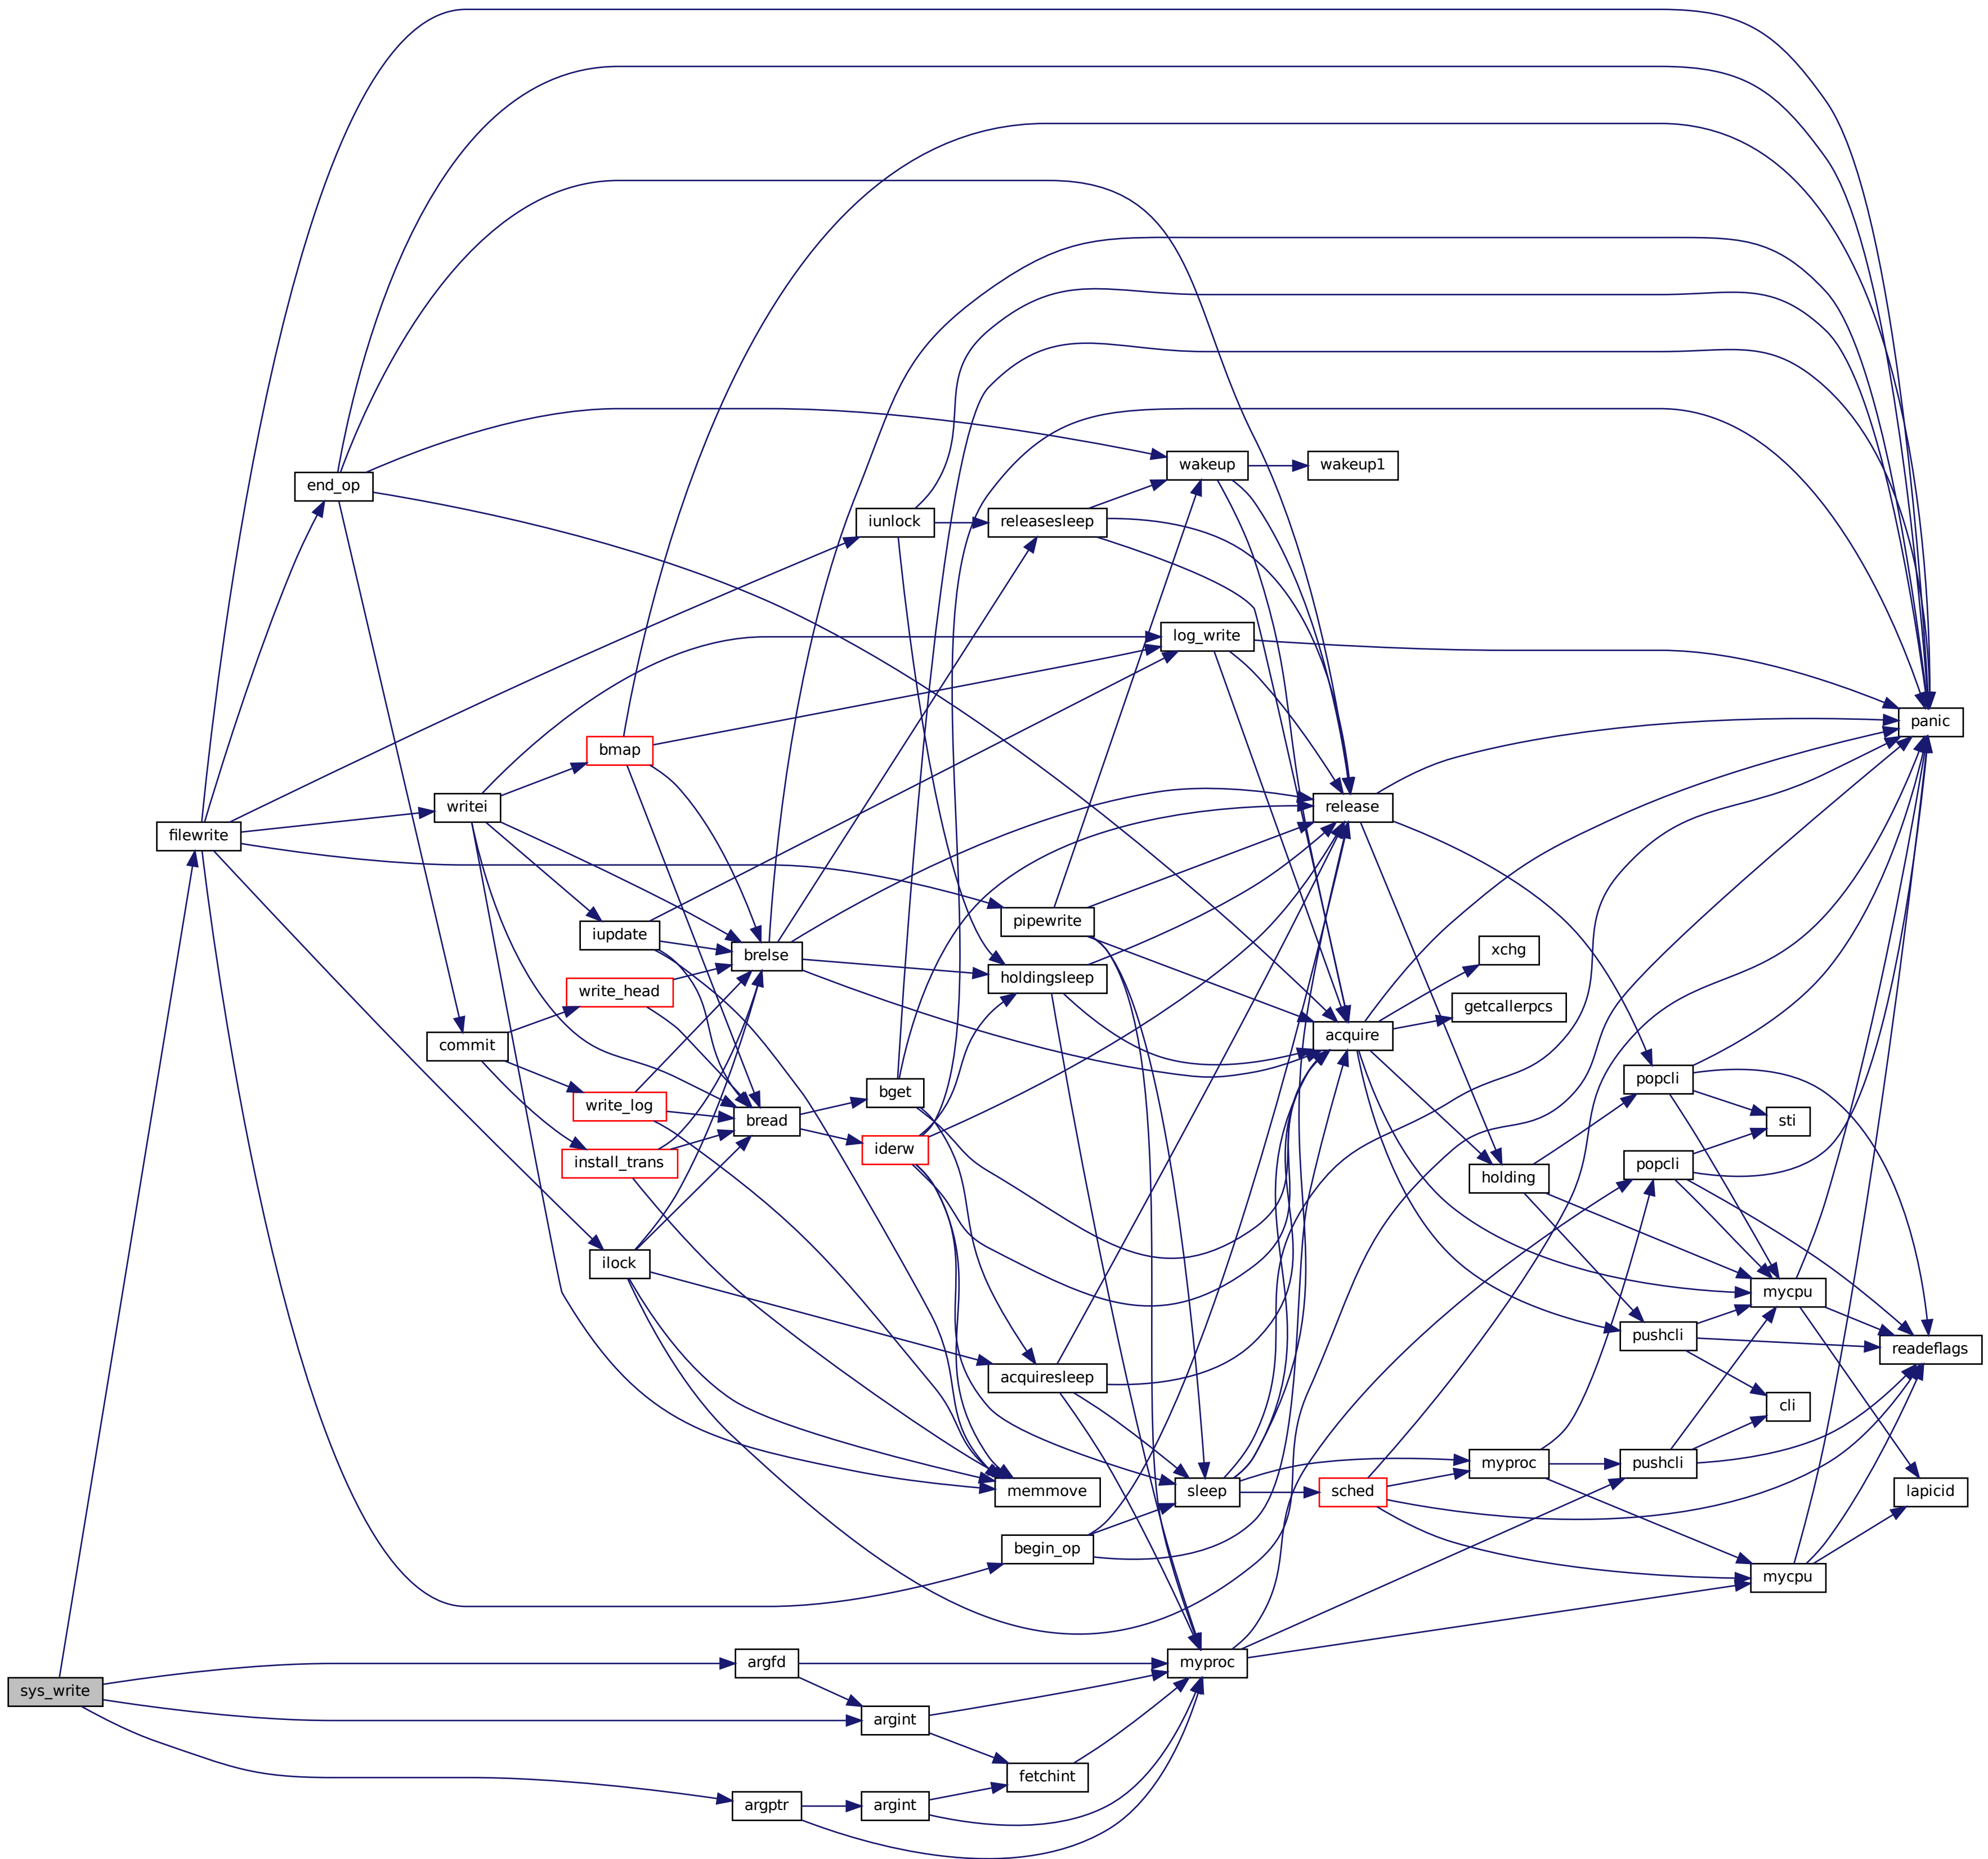 end_op
wakeup
wakeup1
iunlock
releasesleep
log_write
panic
bmap
writei
release
filewrite
pipewrite
iupdate
xchg
brelse
holdingsleep
write_head
getcallerpcs
acquire
commit
popcli
bget
write_log
sti
bread
iderw
install_trans
popcli
holding
ilock
mycpu
pushcli
readeflags
acquiresleep
cli
myproc
pushcli
memmove
sleep
sched
lapicid
begin_op
mycpu
argfd
myproc
sys_write
argint
fetchint
argptr
argint